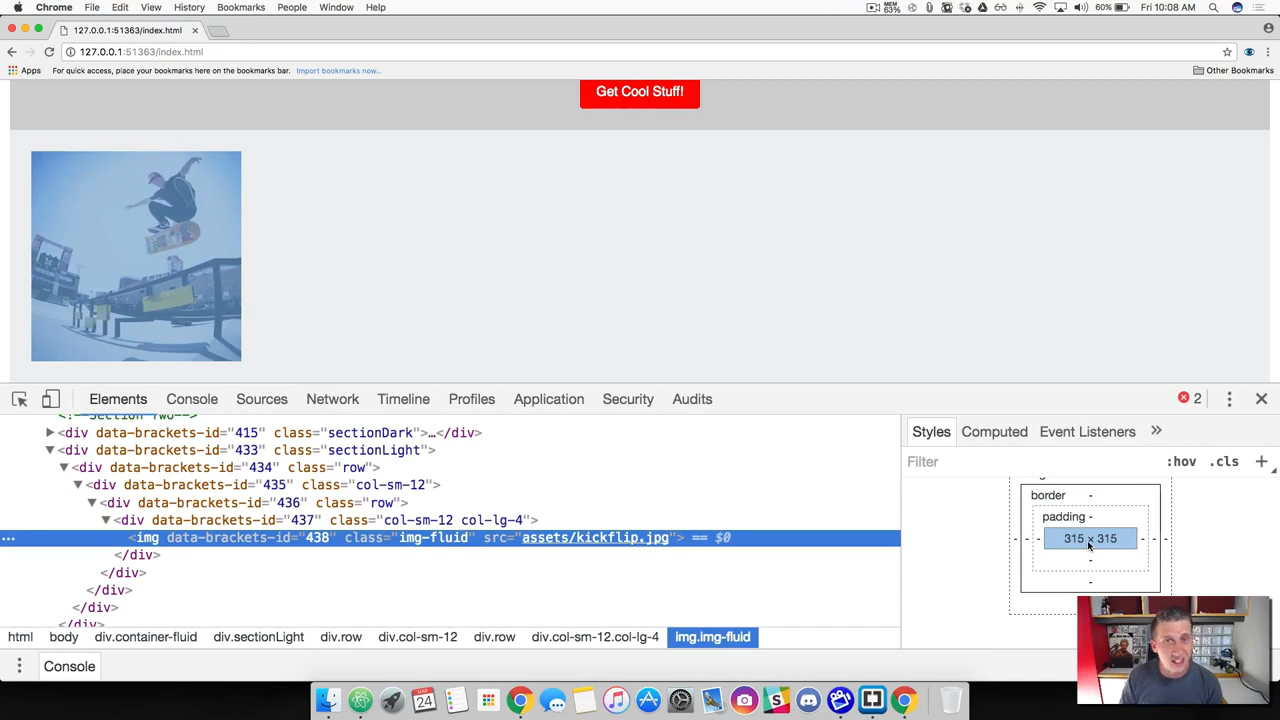 Chrome File Edit View History Bookmarks People Window Help MEM 63% 60% Fri 10:08 AM
127.0.0.1:51363/index.html
127.0.0.1:51363/index.html
Apps For quick access, place your bookmarks here on the bookmarks bar. Import bookmarks now... Other Bookmarks
Get Cool Stuff!
Elements Console Sources Network Timeline Profiles Application Security Audits 2
<div data-brackets-id="415" class="sectionDark">…</div>
<div data-brackets-id="433" class="sectionLight">
<div data-brackets-id="434" class="row">
<div data-brackets-id="435" class="col-sm-12">
<div data-brackets-id="436" class="row">
<div data-brackets-id="437" class="col-sm-12 col-lg-4">
… <img data-brackets-id="438" class="img-fluid" src="assets/kickflip.jpg"> == $0
</div>
</div>
</div>
</div>
html body div.container-fluid div.sectionLight div.row div.col-sm-12 div.row div.col-sm-12.col-lg-4 img.img-fluid
Console
Styles Computed Event Listeners »
Filter :hov .cls +
border -
padding -
- - 315 × 315 - -
-
-
MAR
24